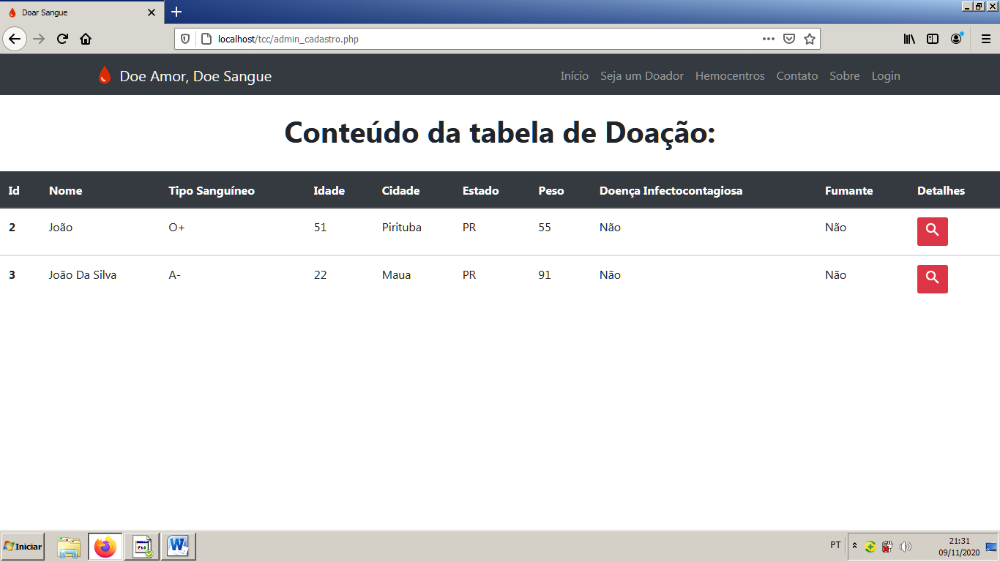 Doar Sangue
localhost/tcc/admin_cadastro.php
Doe Amor, Doe Sangue
Início Seja um Doador Hemocentros Contato Sobre Login
Conteúdo da tabela de Doação:
Id Nome Tipo Sanguíneo Idade Cidade Estado Peso Doença Infectocontagiosa Fumante Detalhes
2 João O+ 51 Pirituba PR 55 Não Não
3 João Da Silva A- 22 Maua PR 91 Não Não
Iniciar PT 21:31
09/11/2020